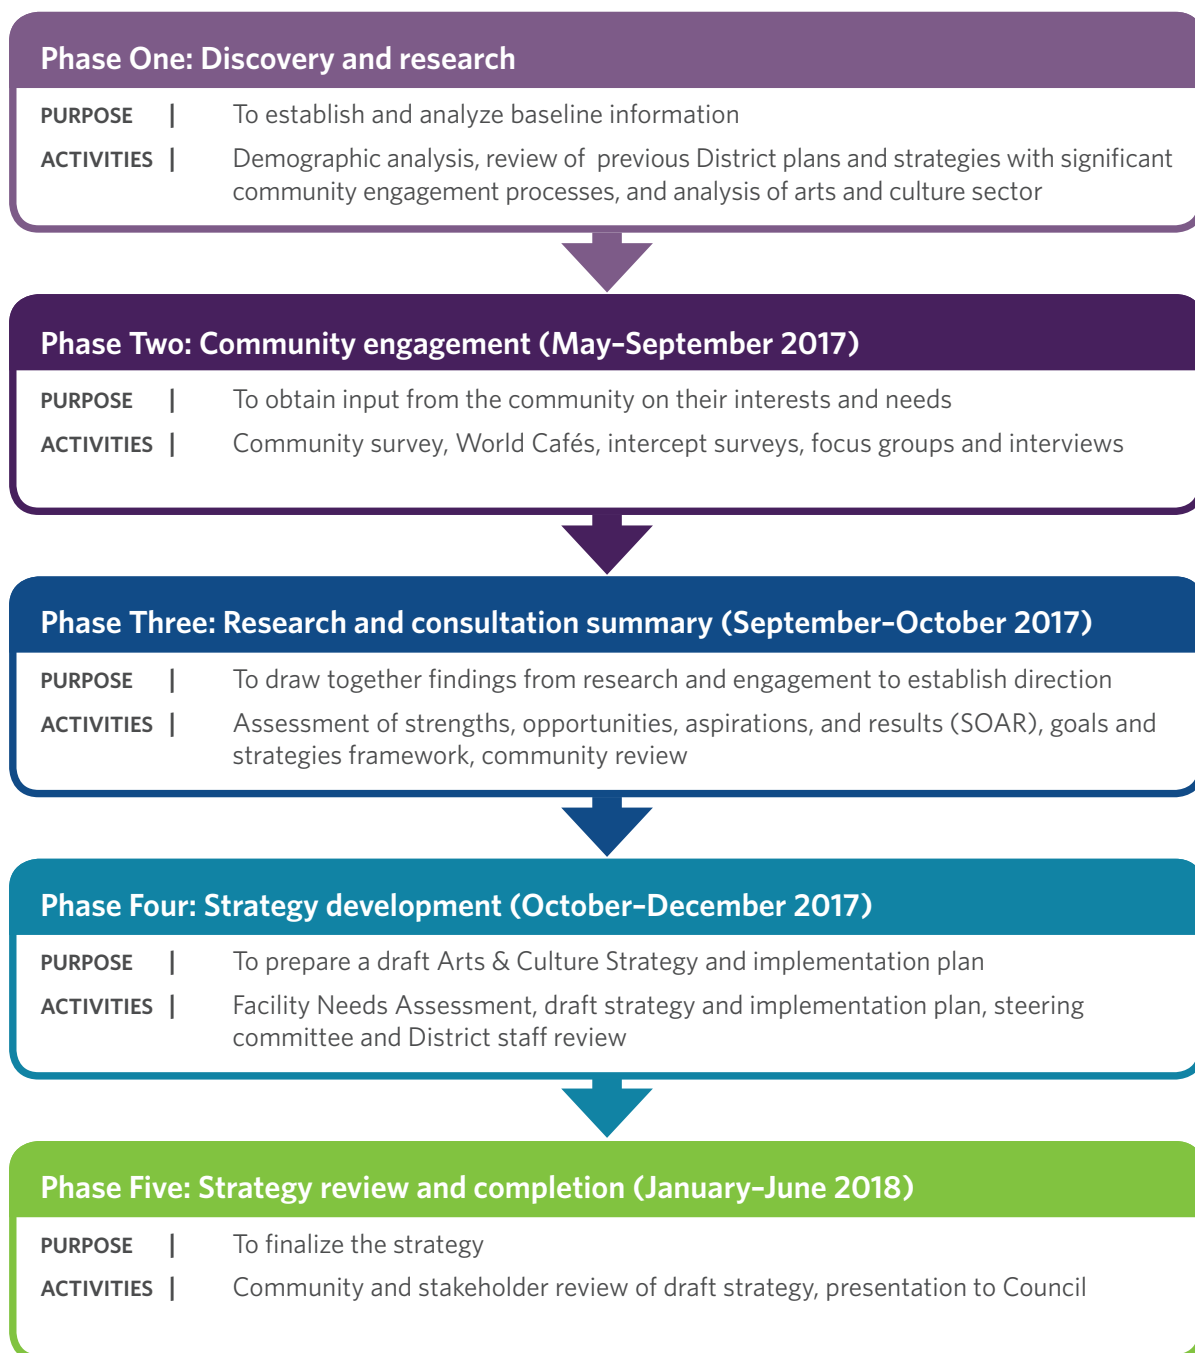 Phase One: Discovery and research
PURPOSE | To establish and analyze baseline information
ACTIVITIES | Demographic analysis, review of previous District plans and strategies with significant
community engagement processes, and analysis of arts and culture sector
Phase Two: Community engagement (May–September 2017)
PURPOSE | To obtain input from the community on their interests and needs
ACTIVITIES | Community survey, World Cafés, intercept surveys, focus groups and interviews
Phase Three: Research and consultation summary (September–October 2017)
PURPOSE | To draw together findings from research and engagement to establish direction
ACTIVITIES | Assessment of strengths, opportunities, aspirations, and results (SOAR), goals and
strategies framework, community review
Phase Four: Strategy development (October–December 2017)
PURPOSE | To prepare a draft Arts & Culture Strategy and implementation plan
ACTIVITIES | Facility Needs Assessment, draft strategy and implementation plan, steering
committee and District staff review
Phase Five: Strategy review and completion (January–June 2018)
PURPOSE | To finalize the strategy
ACTIVITIES | Community and stakeholder review of draft strategy, presentation to Council